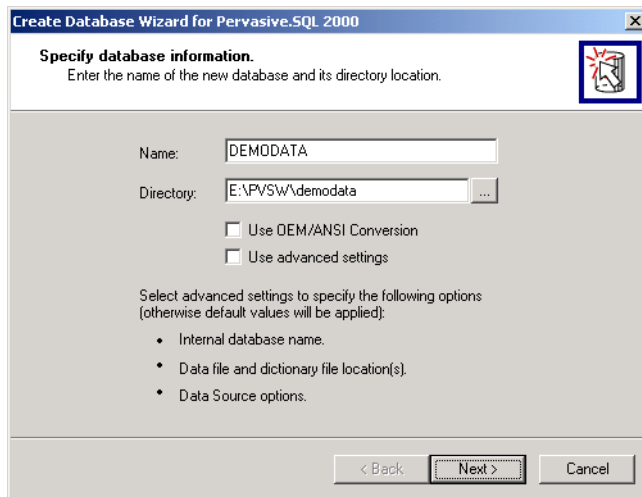 Create Database Wizard for Pervasive.SQL 2000
Specify database information.
Enter the name of the new database and its directory location.
Name: DEMODATA
Directory: E:\PVSW\demodata ...
Use OEM/ANSI Conversion
Use advanced settings
Select advanced settings to specify the following options
(otherwise default values will be applied):
• Internal database name.
• Data file and dictionary file location(s).
• Data Source options.
< Back Next > Cancel